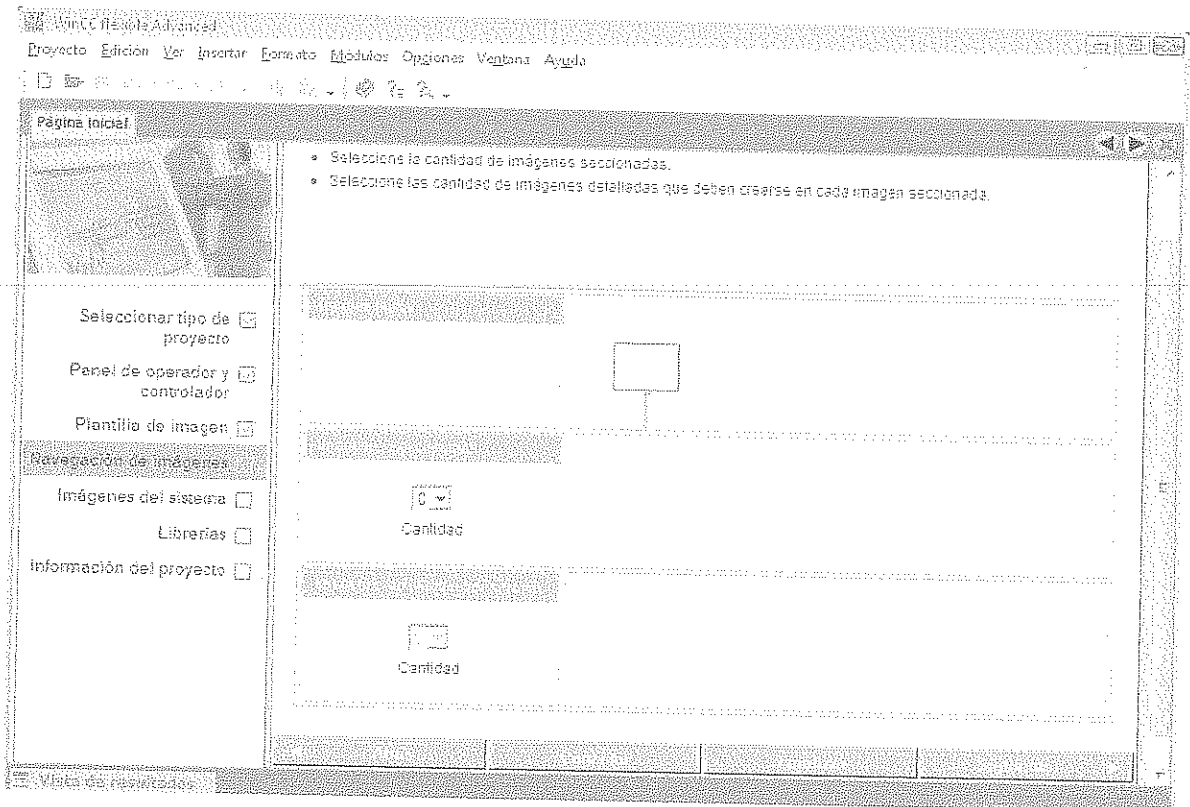 WinCC flexible Advanced
Proyecto Edición Ver Insertar Formato Módulos Opciones Ventana Ayuda
Página inicial
• Seleccione la cantidad de imágenes seccionadas.
• Seleccione las cantidad de imágenes detalladas que deben crearse en cada imagen seccionada.
Seleccionar tipo de
proyecto
Panel de operador y
controlador
Plantilla de imagen
Navegación de imágenes
Imágenes del sistema
Librerías
Información del proyecto
0
Cantidad
Cantidad
Vista de resultados